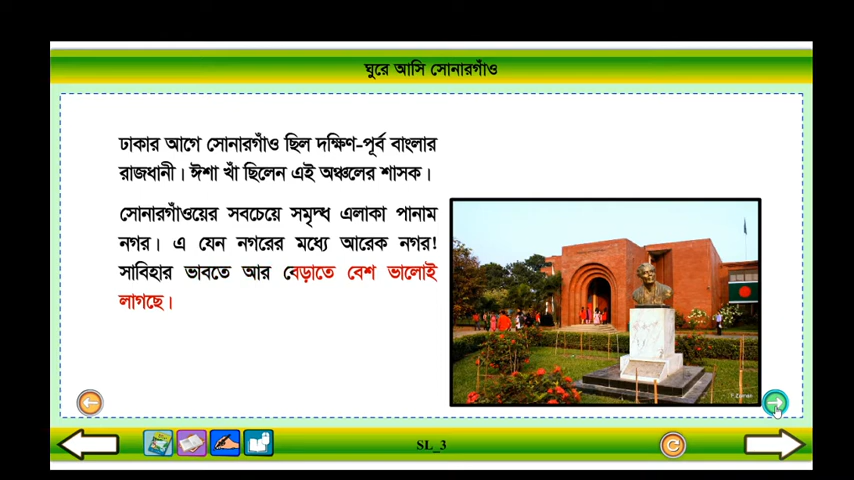 ঘুরে আসি সোনারগাঁও
ঢাকার আগে সোনারগাঁও ছিল দক্ষিণ-পূর্ব বাংলার
রাজধানী। ঈশা খাঁ ছিলেন এই অঞ্চলের শাসক।
সোনারগাঁওয়ের সবচেয়ে সমৃদ্ধ এলাকা পানাম
নগর। এ যেন নগরের মধ্যে আরেক নগর!
সাবিহার ভাবতে আর বেড়াতে বেশ ভালোই
লাগছে।
SL_3